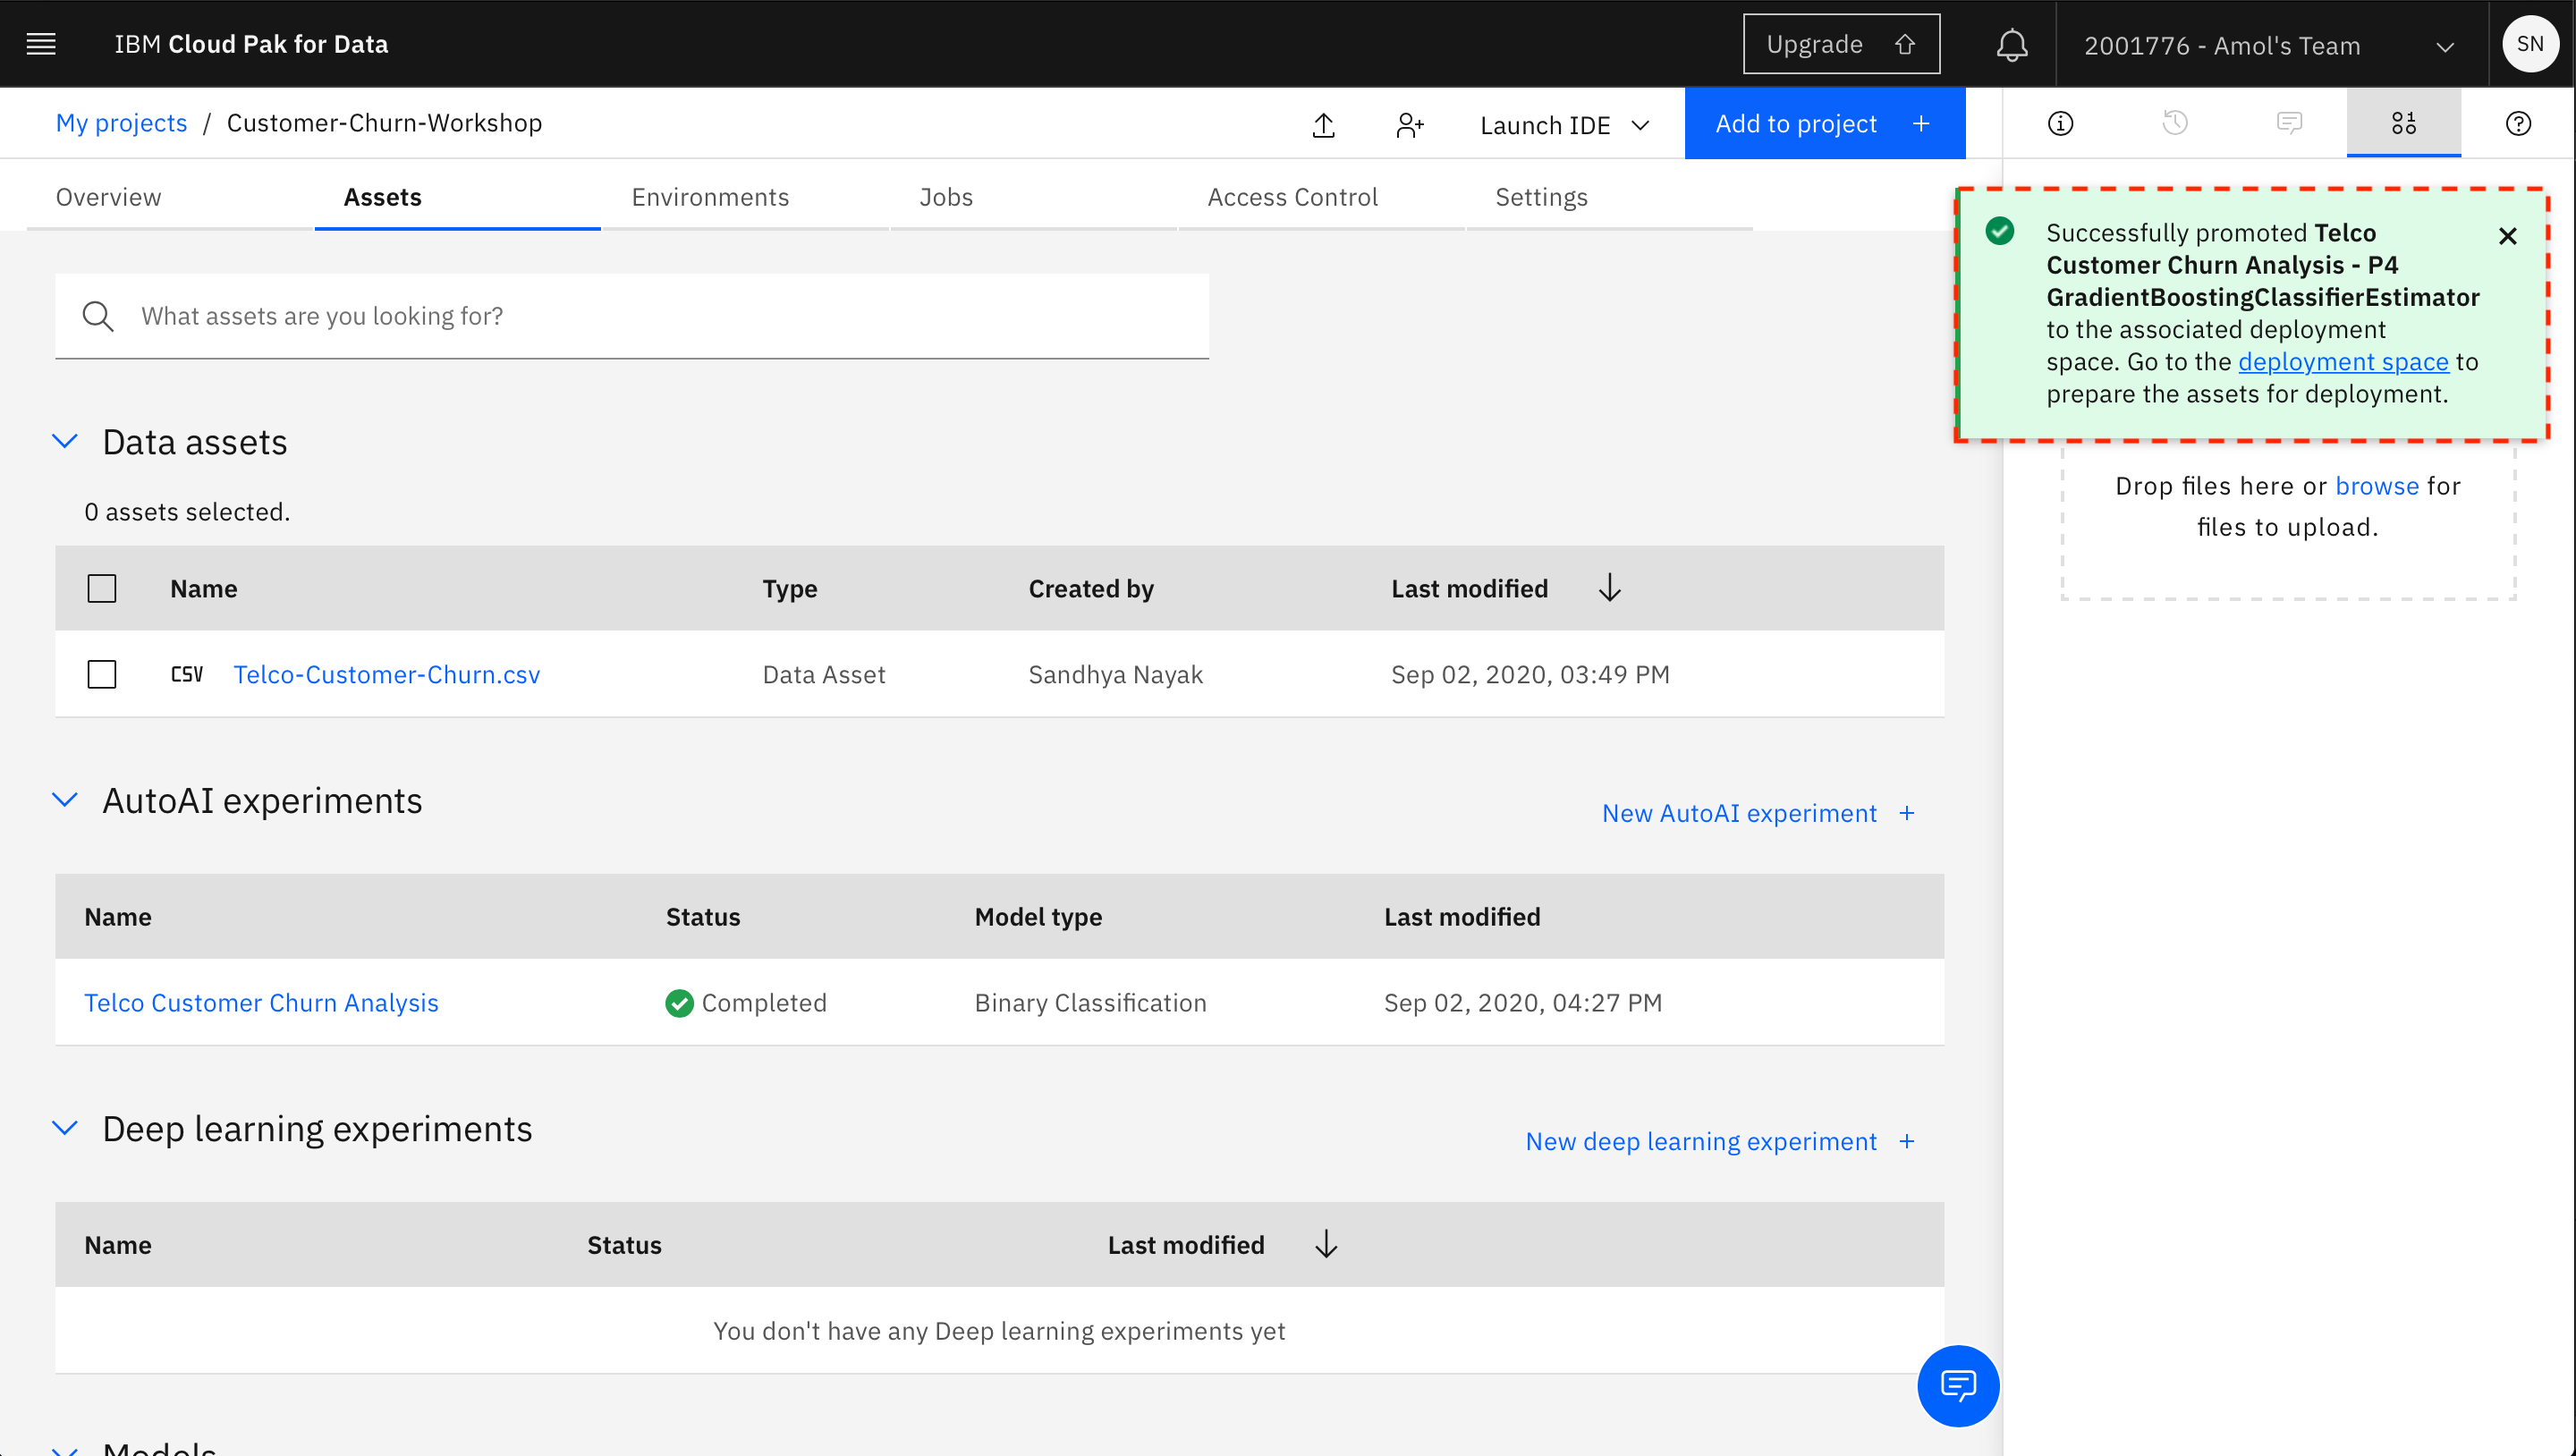 IBM Cloud Pak for Data
Upgrade
2001776 - Amol's Team
SN
My projects / Customer-Churn-Workshop
Launch IDE
Add to project +
Overview
Assets
Environments
Jobs
Access Control
Settings
Successfully promoted Telco
Customer Churn Analysis - P4
GradientBoostingClassifierEstimator
to the associated deployment
space. Go to the deployment space to
prepare the assets for deployment.
What assets are you looking for?
Drop files here or browse for
files to upload.
Data assets
0 assets selected.
Name Type Created by Last modified
CSV Telco-Customer-Churn.csv Data Asset Sandhya Nayak Sep 02, 2020, 03:49 PM
AutoAI experiments
New AutoAI experiment +
Name Status Model type Last modified
Telco Customer Churn Analysis Completed Binary Classification Sep 02, 2020, 04:27 PM
Deep learning experiments
New deep learning experiment +
Name Status Last modified
You don't have any Deep learning experiments yet
Models